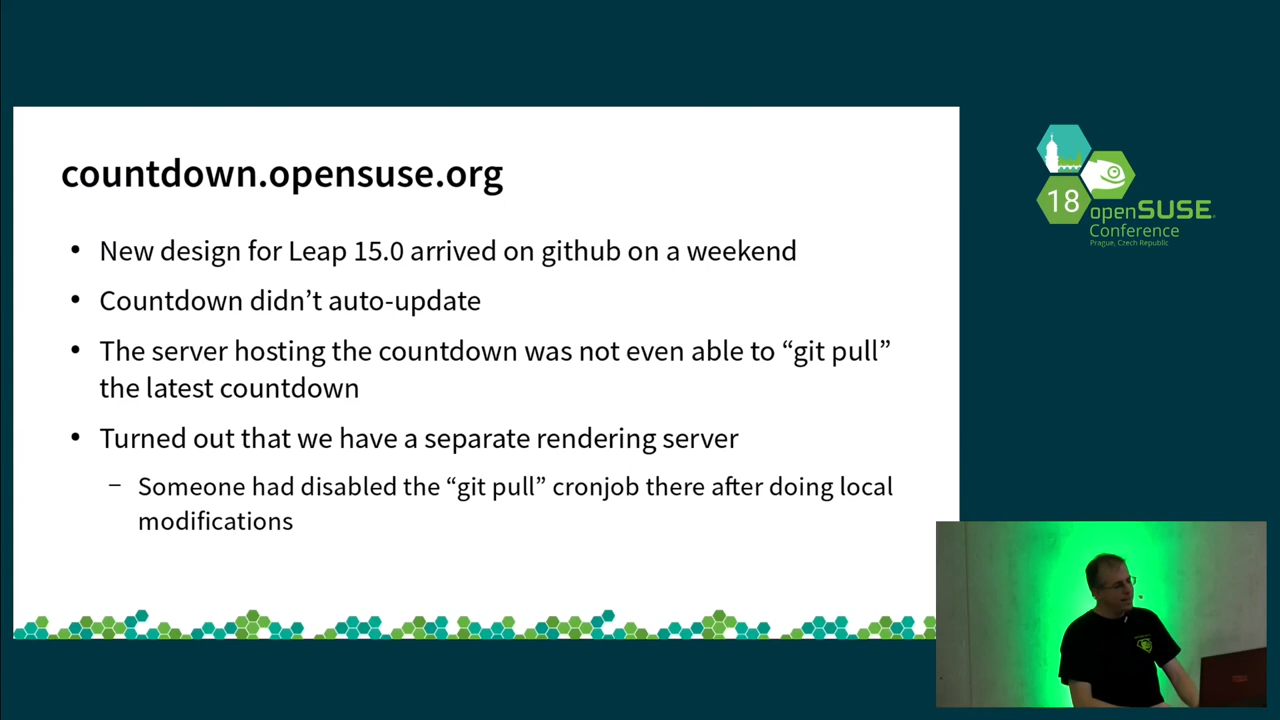 countdown.opensuse.org
• New design for Leap 15.0 arrived on github on a weekend
• Countdown didn’t auto-update
• The server hosting the countdown was not even able to “git pull”
the latest countdown
• Turned out that we have a separate rendering server
– Someone had disabled the “git pull” cronjob there after doing local
modifications
18
openSUSE
Conference
Prague, Czech Republic